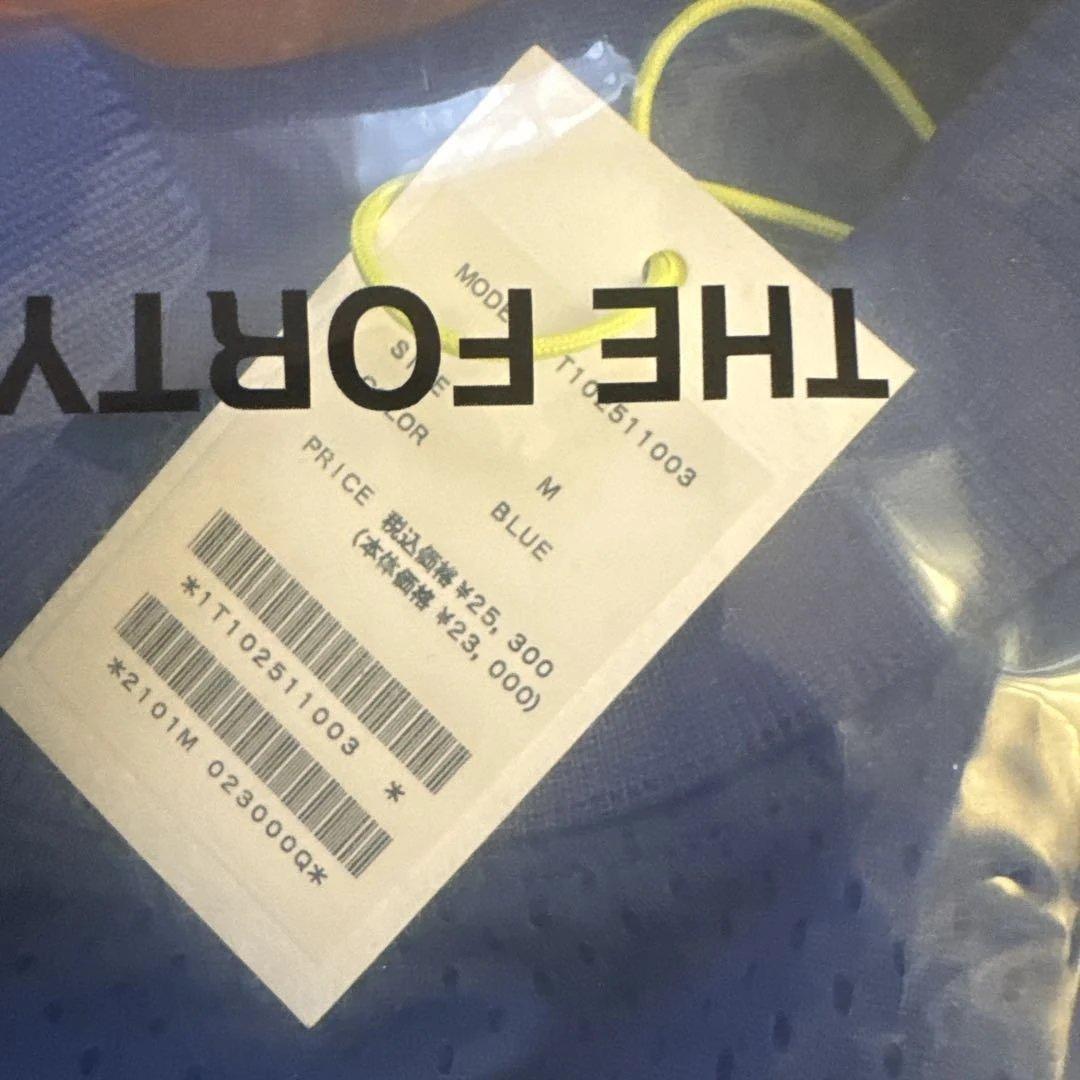 THE FORTY
MODEL T102511003
SIZE M
COLOR BLUE
PRICE 税込価格 ¥25,300
(本体価格 ¥23,000)
*1T102511003 *
*2101M 023000Q*